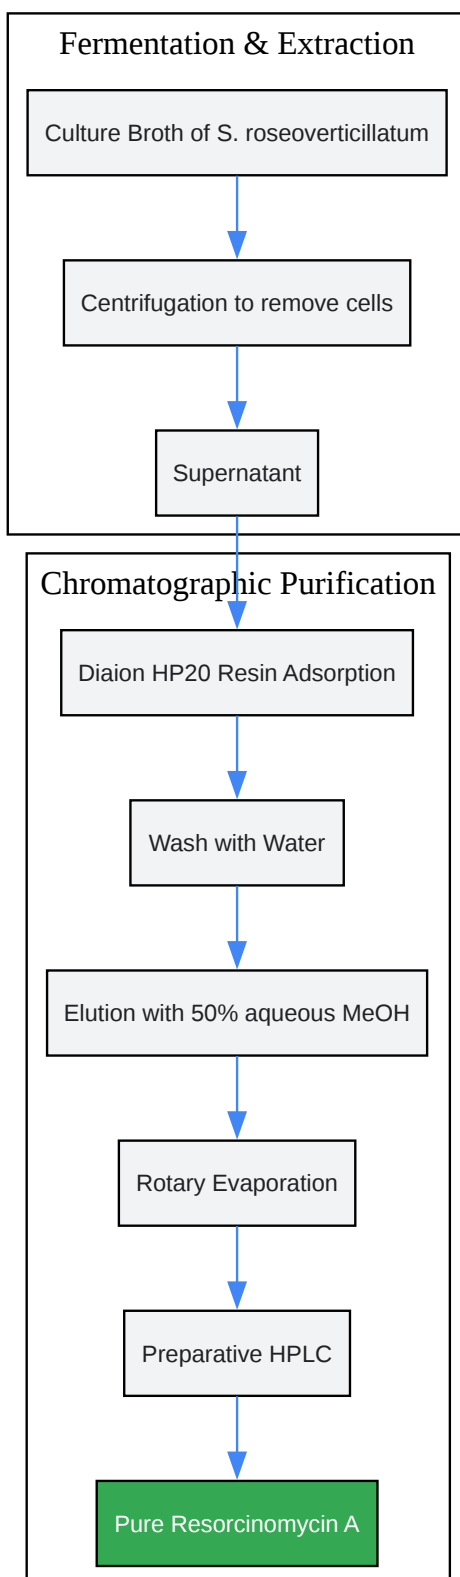 Fermentation & Extraction
Culture Broth of S. roseoverticillatum
Centrifugation to remove cells
Supernatant
Chromatographic Purification
Diaion HP20 Resin Adsorption
Wash with Water
Elution with 50% aqueous MeOH
Rotary Evaporation
Preparative HPLC
Pure Resorcinomycin A